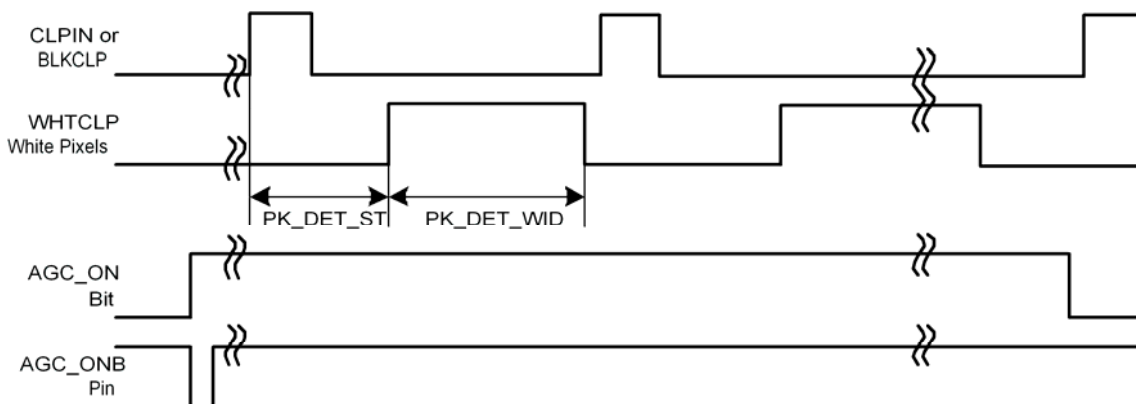 CLPIN or
BLKCLP
WHTCLP
White Pixels
PK_DET_ST
PK_DET_WID
AGC_ON
Bit
AGC_ONB
Pin